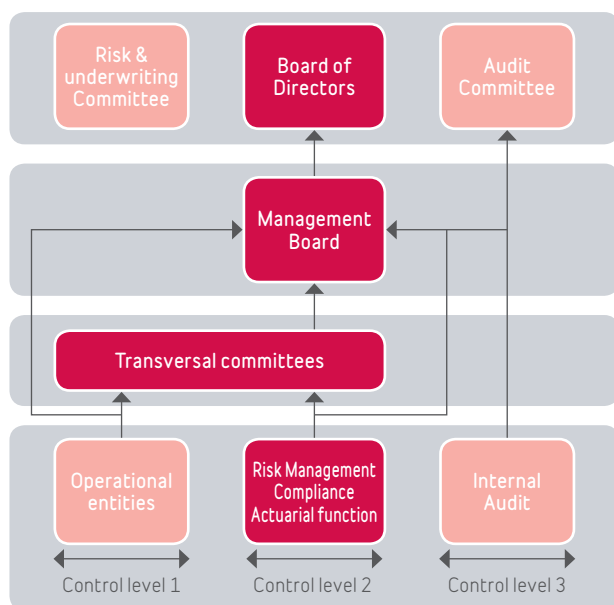 Risk &
underwriting
Committee
Board of
Directors
Audit
Committee
Management
Board
Transversal committees
Operational
entities
Risk Management
Compliance
Actuarial function
Internal
Audit
Control level 1
Control level 2
Control level 3